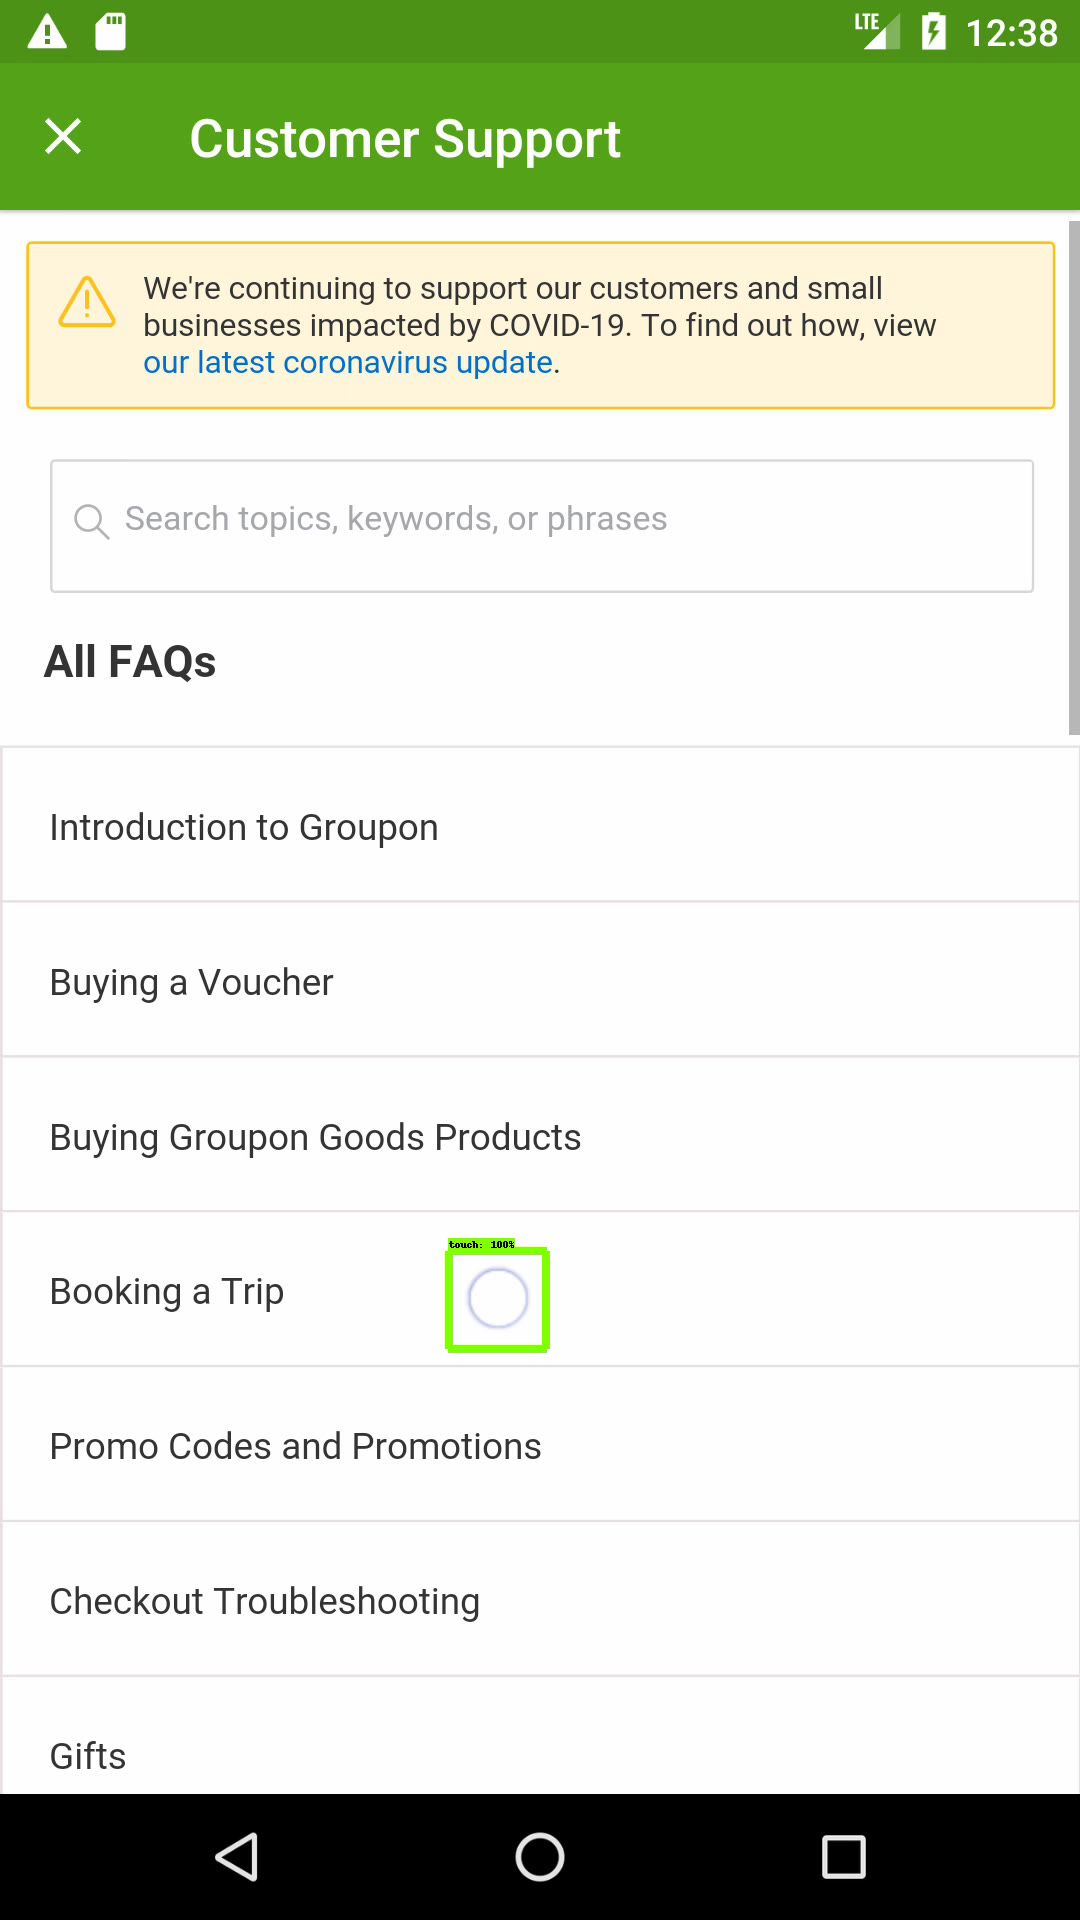 LTE 12:38
Customer Support
We're continuing to support our customers and small
businesses impacted by COVID-19. To find out how, view
our latest coronavirus update.
Search topics, keywords, or phrases
All FAQs
Introduction to Groupon
Buying a Voucher
Buying Groupon Goods Products
touch: 100%
Booking a Trip
Promo Codes and Promotions
Checkout Troubleshooting
Gifts